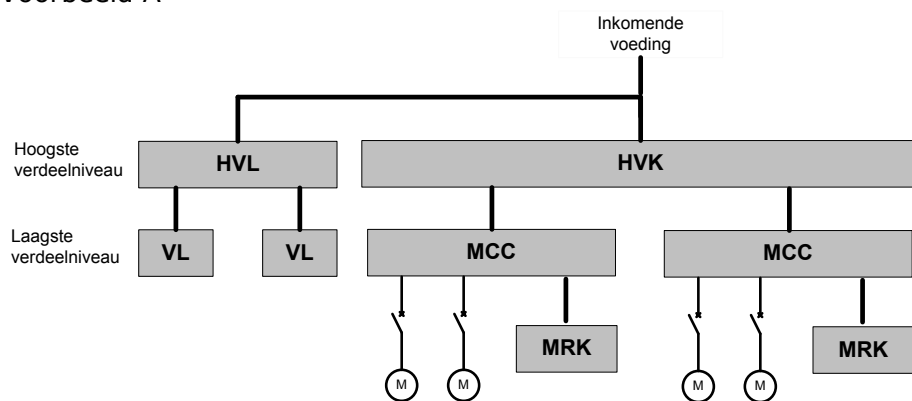 Voorbeeld A
Inkomende
voeding
Hoogste
verdeelniveau
HVL
HVK
Laagste
verdeelniveau
VL
VL
MCC
MCC
MRK
MRK
M
M
M
M